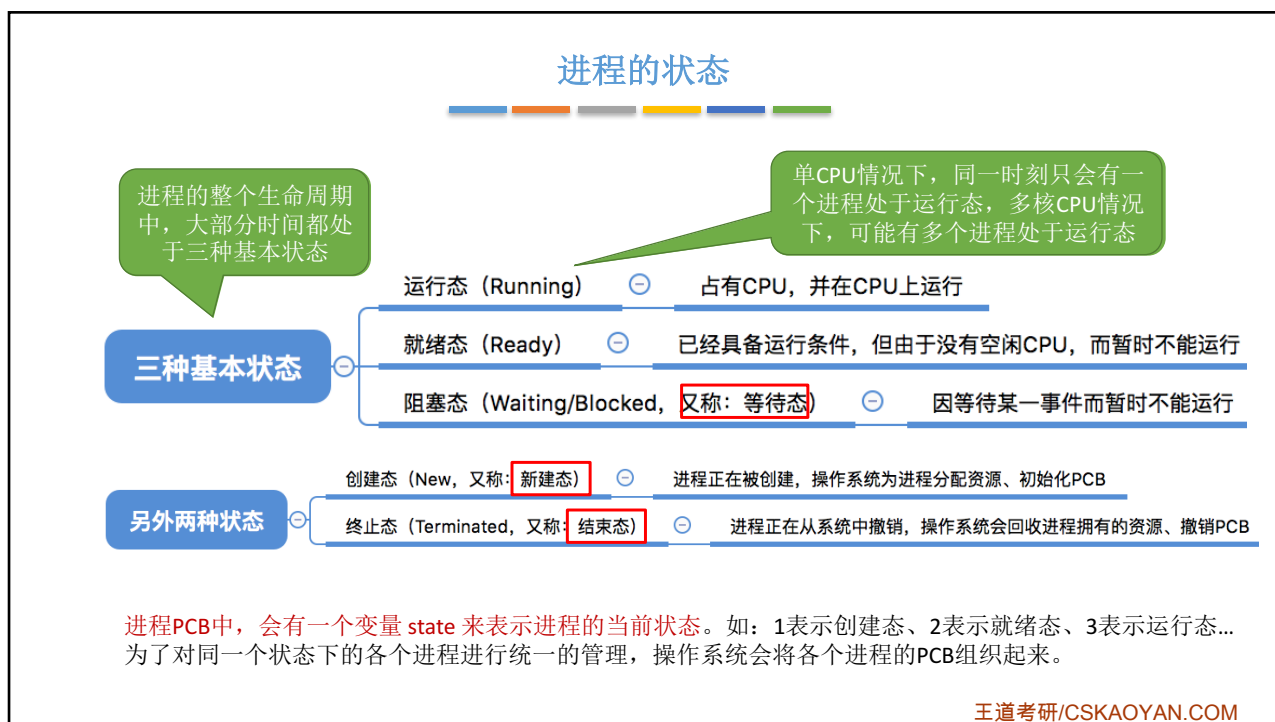 进程的状态
进程的整个生命周期
中，大部分时间都处
于三种基本状态
单CPU情况下，同一时刻只会有一
个进程处于运行态，多核CPU情况
下，可能有多个进程处于运行态
三种基本状态
运行态（Running）
占有CPU，并在CPU上运行
就绪态（Ready）
已经具备运行条件，但由于没有空闲CPU，而暂时不能运行
阻塞态（Waiting/Blocked，又称：等待态）
因等待某一事件而暂时不能运行
另外两种状态
创建态（New，又称：新建态）
进程正在被创建，操作系统为进程分配资源、初始化PCB
终止态（Terminated，又称：结束态）
进程正在从系统中撤销，操作系统会回收进程拥有的资源、撤销PCB
进程PCB中，会有一个变量 state 来表示进程的当前状态。如：1表示创建态、2表示就绪态、3表示运行态…
为了对同一个状态下的各个进程进行统一的管理，操作系统会将各个进程的PCB组织起来。
王道考研/CSKAOYAN.COM